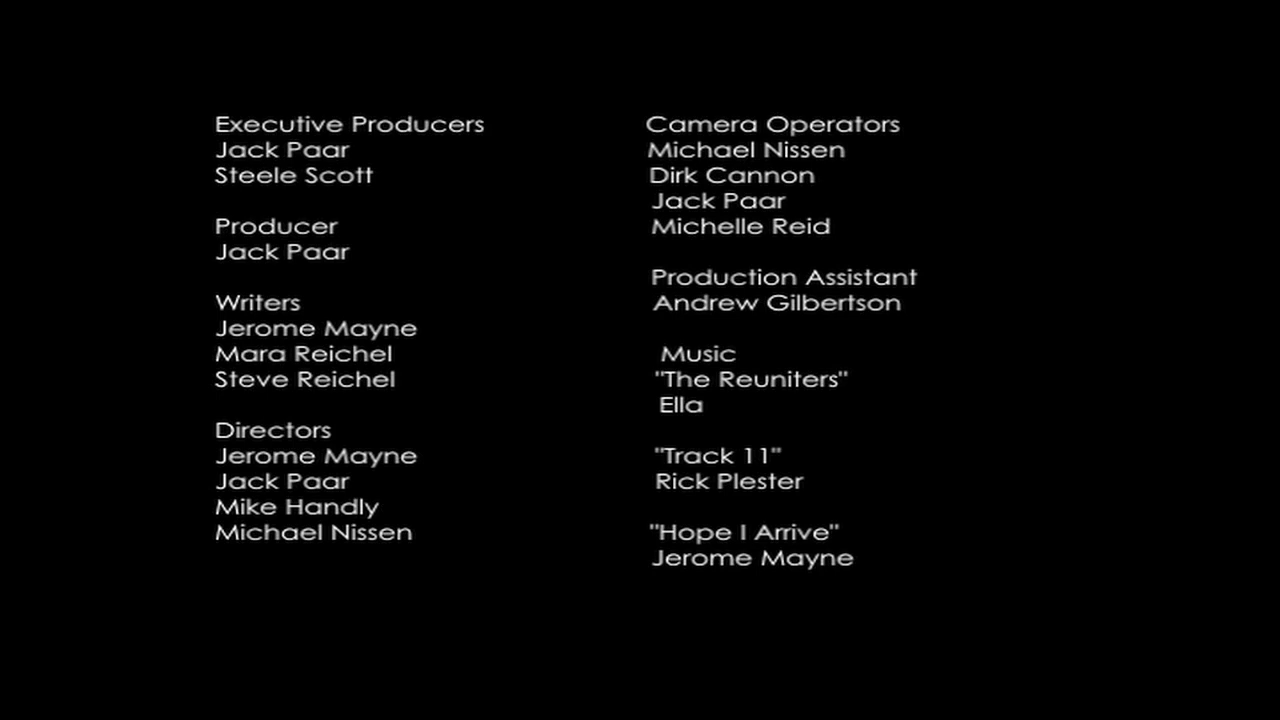 Executive Producers
Jack Paar
Steele Scott
Producer
Jack Paar
Writers
Jerome Mayne
Mara Reichel
Steve Reichel
Directors
Jerome Mayne
Jack Paar
Mike Handly
Michael Nissen
Camera Operators
Michael Nissen
Dirk Cannon
Jack Paar
Michelle Reid
Production Assistant
Andrew Gilbertson
Music
"The Reuniters"
Ella
"Track 11"
Rick Plester
"Hope I Arrive"
Jerome Mayne